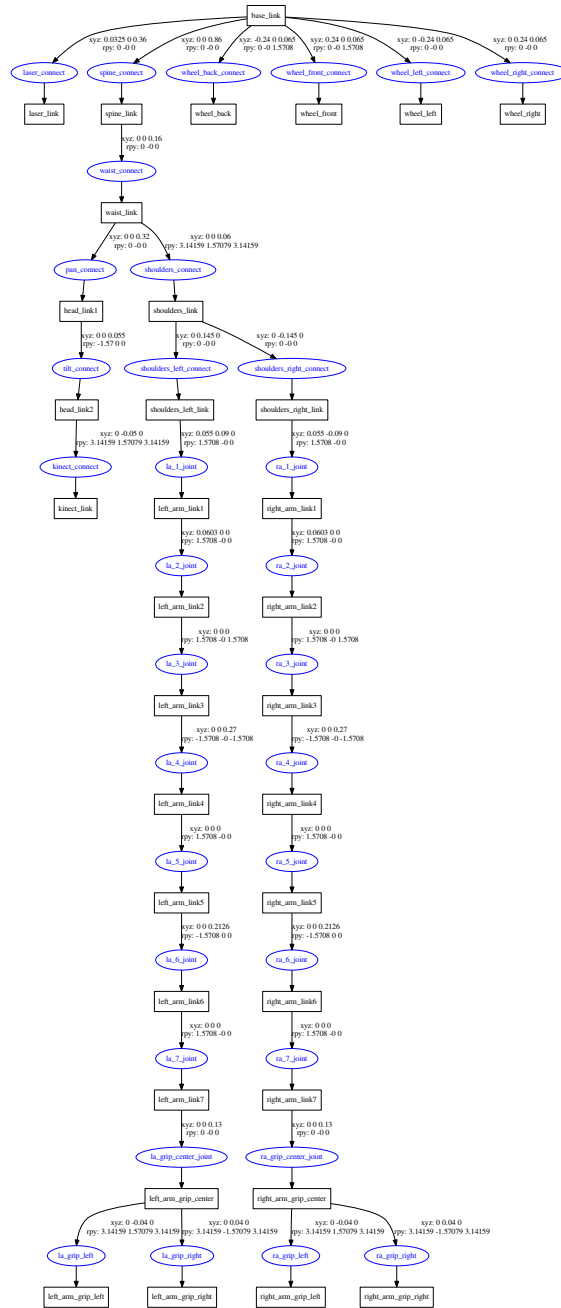 base_link
xyz: 0.0325 0 0.36
rpy: 0 -0 0
xyz: 0 0 0.86
rpy: 0 -0 0
xyz: -0.24 0 0.065
rpy: 0 -0 1.5708
xyz: 0.24 0 0.065
rpy: 0 -0 1.5708
xyz: 0 -0.24 0.065
rpy: 0 -0 0
xyz: 0 0.24 0.065
rpy: 0 -0 0
laser_connect
spine_connect
wheel_back_connect
wheel_front_connect
wheel_left_connect
wheel_right_connect
laser_link
spine_link
wheel_back
wheel_front
wheel_left
wheel_right
xyz: 0 0 0.16
rpy: 0 -0 0
waist_connect
waist_link
xyz: 0 0 0.32
rpy: 0 -0 0
xyz: 0 0 0.06
rpy: 3.14159 1.57079 3.14159
pan_connect
shoulders_connect
head_link1
shoulders_link
xyz: 0 0 0.055
rpy: -1.57 0 0
xyz: 0 0.145 0
rpy: 0 -0 0
xyz: 0 -0.145 0
rpy: 0 -0 0
tilt_connect
shoulders_left_connect
shoulders_right_connect
head_link2
shoulders_left_link
shoulders_right_link
xyz: 0 -0.05 0
rpy: 3.14159 1.57079 3.14159
xyz: 0.055 0.09 0
rpy: 1.5708 -0 0
xyz: 0.055 -0.09 0
rpy: 1.5708 -0 0
kinect_connect
la_1_joint
ra_1_joint
kinect_link
left_arm_link1
right_arm_link1
xyz: 0.0603 0 0
rpy: 1.5708 -0 0
xyz: 0.0603 0 0
rpy: 1.5708 -0 0
la_2_joint
ra_2_joint
left_arm_link2
right_arm_link2
xyz: 0 0 0
rpy: 1.5708 -0 1.5708
xyz: 0 0 0
rpy: 1.5708 -0 1.5708
la_3_joint
ra_3_joint
left_arm_link3
right_arm_link3
xyz: 0 0 0.27
rpy: -1.5708 -0 -1.5708
xyz: 0 0 0.27
rpy: -1.5708 -0 -1.5708
la_4_joint
ra_4_joint
left_arm_link4
right_arm_link4
xyz: 0 0 0
rpy: 1.5708 -0 0
xyz: 0 0 0
rpy: 1.5708 -0 0
la_5_joint
ra_5_joint
left_arm_link5
right_arm_link5
xyz: 0 0 0.2126
rpy: -1.5708 0 0
xyz: 0 0 0.2126
rpy: -1.5708 0 0
la_6_joint
ra_6_joint
left_arm_link6
right_arm_link6
xyz: 0 0 0
rpy: 1.5708 -0 0
xyz: 0 0 0
rpy: 1.5708 -0 0
la_7_joint
ra_7_joint
left_arm_link7
right_arm_link7
xyz: 0 0 0.13
rpy: 0 -0 0
xyz: 0 0 0.13
rpy: 0 -0 0
la_grip_center_joint
ra_grip_center_joint
left_arm_grip_center
right_arm_grip_center
xyz: 0 -0.04 0
rpy: 3.14159 1.57079 3.14159
xyz: 0 0.04 0
rpy: 3.14159 -1.57079 3.14159
xyz: 0 -0.04 0
rpy: 3.14159 1.57079 3.14159
xyz: 0 0.04 0
rpy: 3.14159 -1.57079 3.14159
la_grip_left
la_grip_right
ra_grip_left
ra_grip_right
left_arm_grip_left
left_arm_grip_right
right_arm_grip_left
right_arm_grip_right